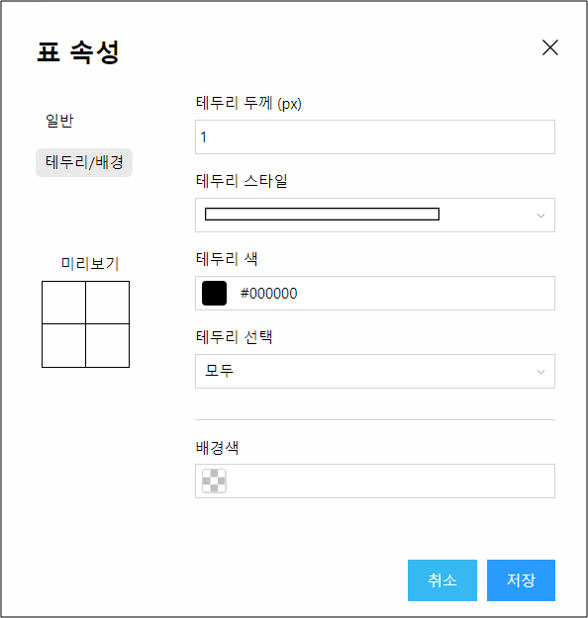 표 속성
일반
테두리/배경
미리보기
테두리 두께 (px)
1
테두리 스타일
테두리 색
#000000
테두리 선택
모두
배경색
취소
저장